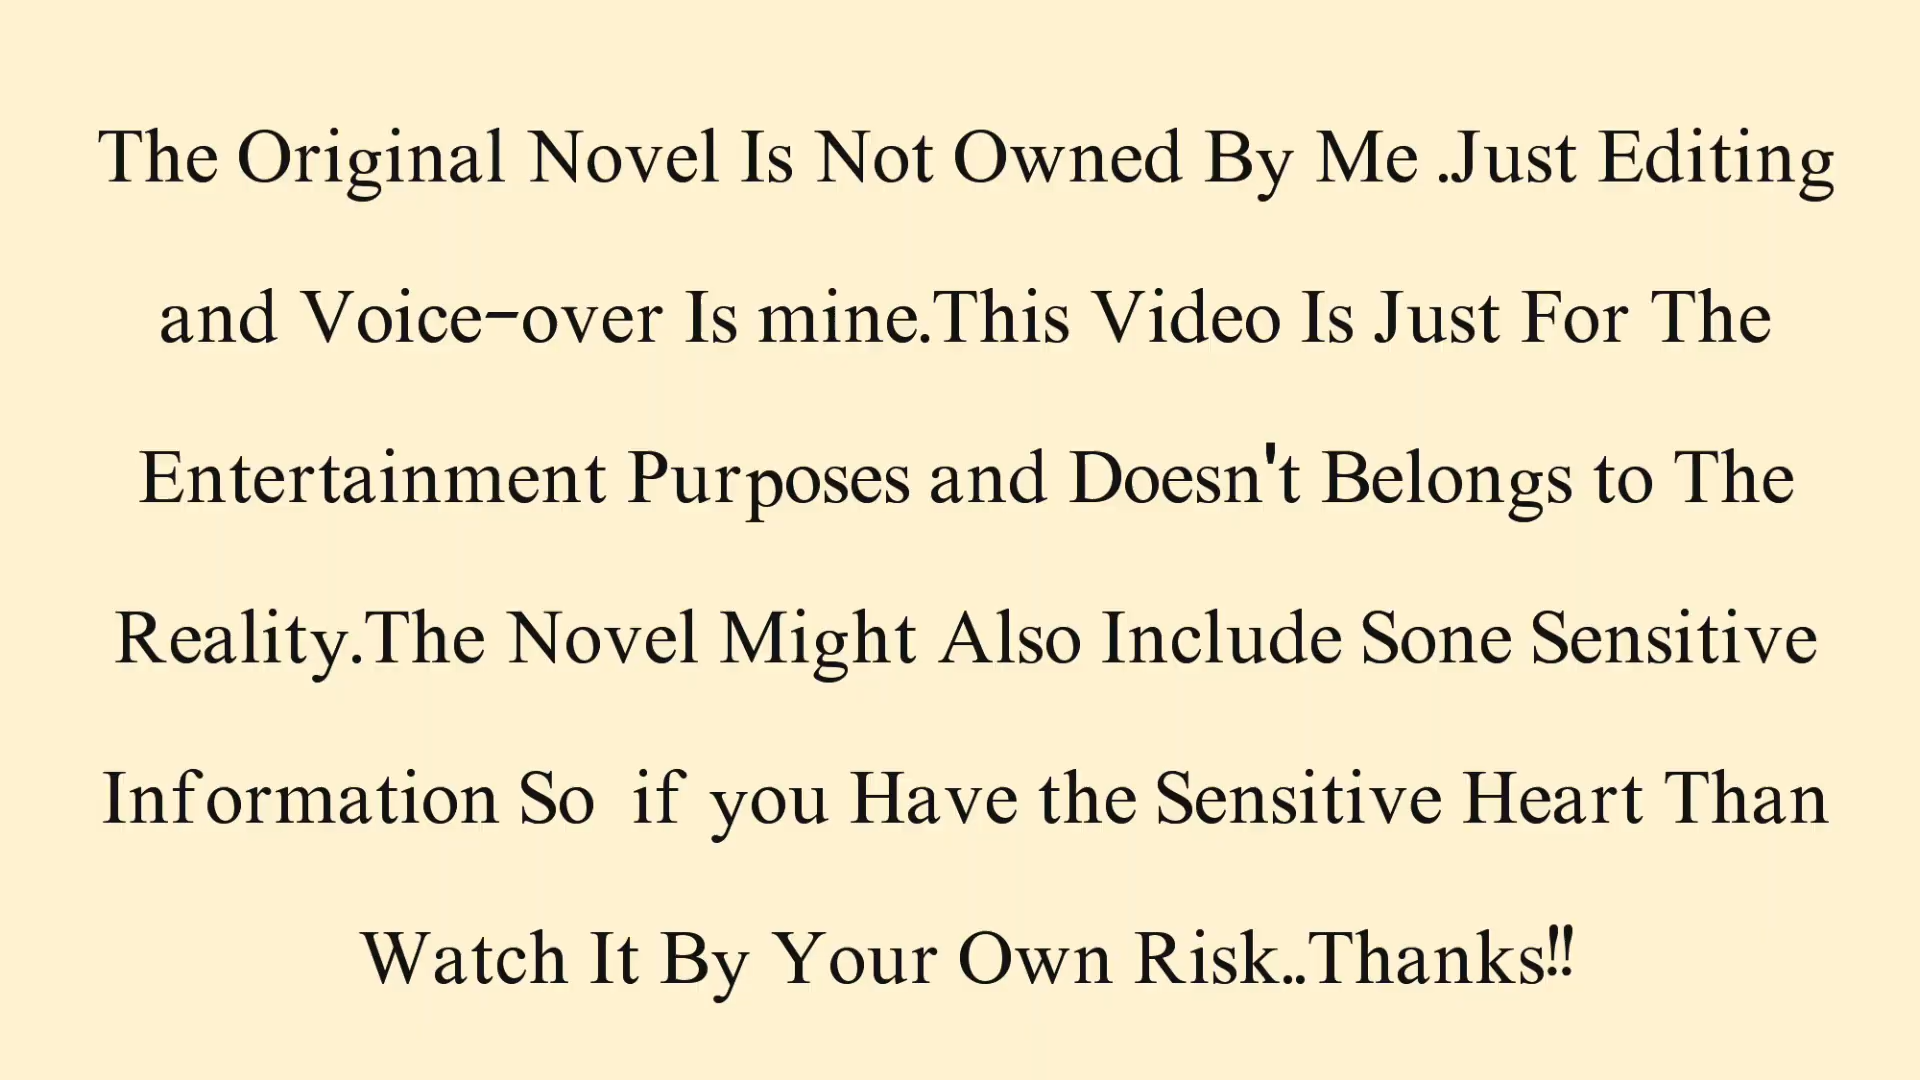 The Original Novel Is Not Owned By Me .Just Editing
and Voice-over Is mine.This Video Is Just For The
Entertainment Purposes and Doesn't Belongs to The
Reality.The Novel Might Also Include Sone Sensitive
Information So  if you Have the Sensitive Heart Than
Watch It By Your Own Risk..Thanks!!